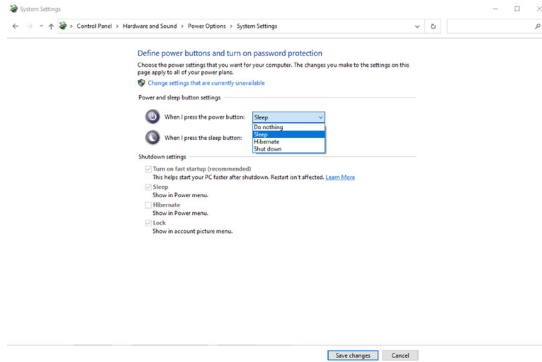 System Settings
Control Panel > Hardware and Sound > Power Options > System Settings
Define power buttons and turn on password protection
Choose the power settings that you want for your computer. The changes you make to the settings on this
page apply to all of your power plans.
Change settings that are currently unavailable
Power and sleep button settings
When I press the power button: Sleep
Do nothing
Sleep
When I press the sleep button: Hibernate
Shut down
Shutdown settings
Turn on fast startup (recommended)
This helps start your PC faster after shutdown. Restart isn't affected. Learn More
Sleep
Show in Power menu.
Hibernate
Show in Power menu.
Lock
Show in account picture menu.
Save changes Cancel